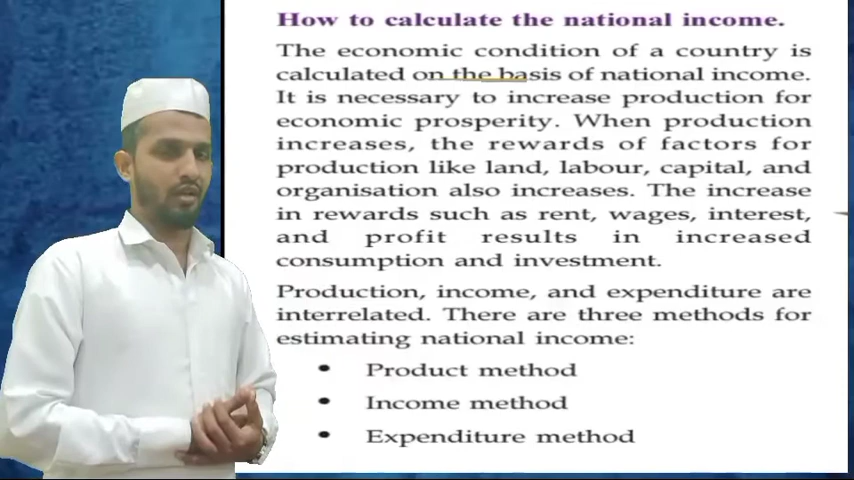 How to calculate the national income.
The economic condition of a country is
calculated on the basis of national income.
It is necessary to increase production for
economic prosperity. When production
increases, the rewards of factors for
production like land, labour, capital, and
organisation also increases. The increase
in rewards such as rent, wages, interest,
and profit results in increased
consumption and investment.
Production, income, and expenditure are
interrelated. There are three methods for
estimating national income:
• Product method
• Income method
• Expenditure method